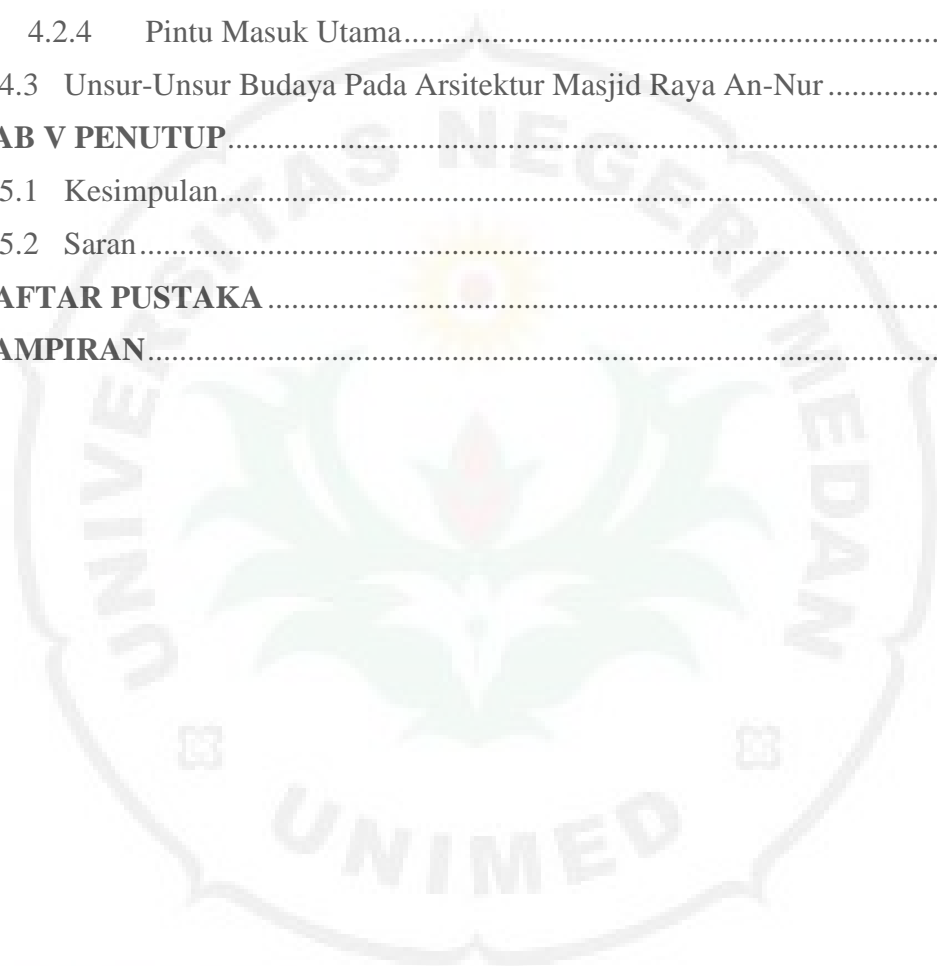 4.2.4 Pintu Masuk Utama........................................................................
4.3 Unsur-Unsur Budaya Pada Arsitektur Masjid Raya An-Nur..............
AB V PENUTUP.........................................................................................
5.1 Kesimpulan..........................................................................................
5.2 Saran....................................................................................................
AFTAR PUSTAKA....................................................................................
AMPIRAN...................................................................................................
UNIVERSITAS NEGERI MEDAN
UNIMED